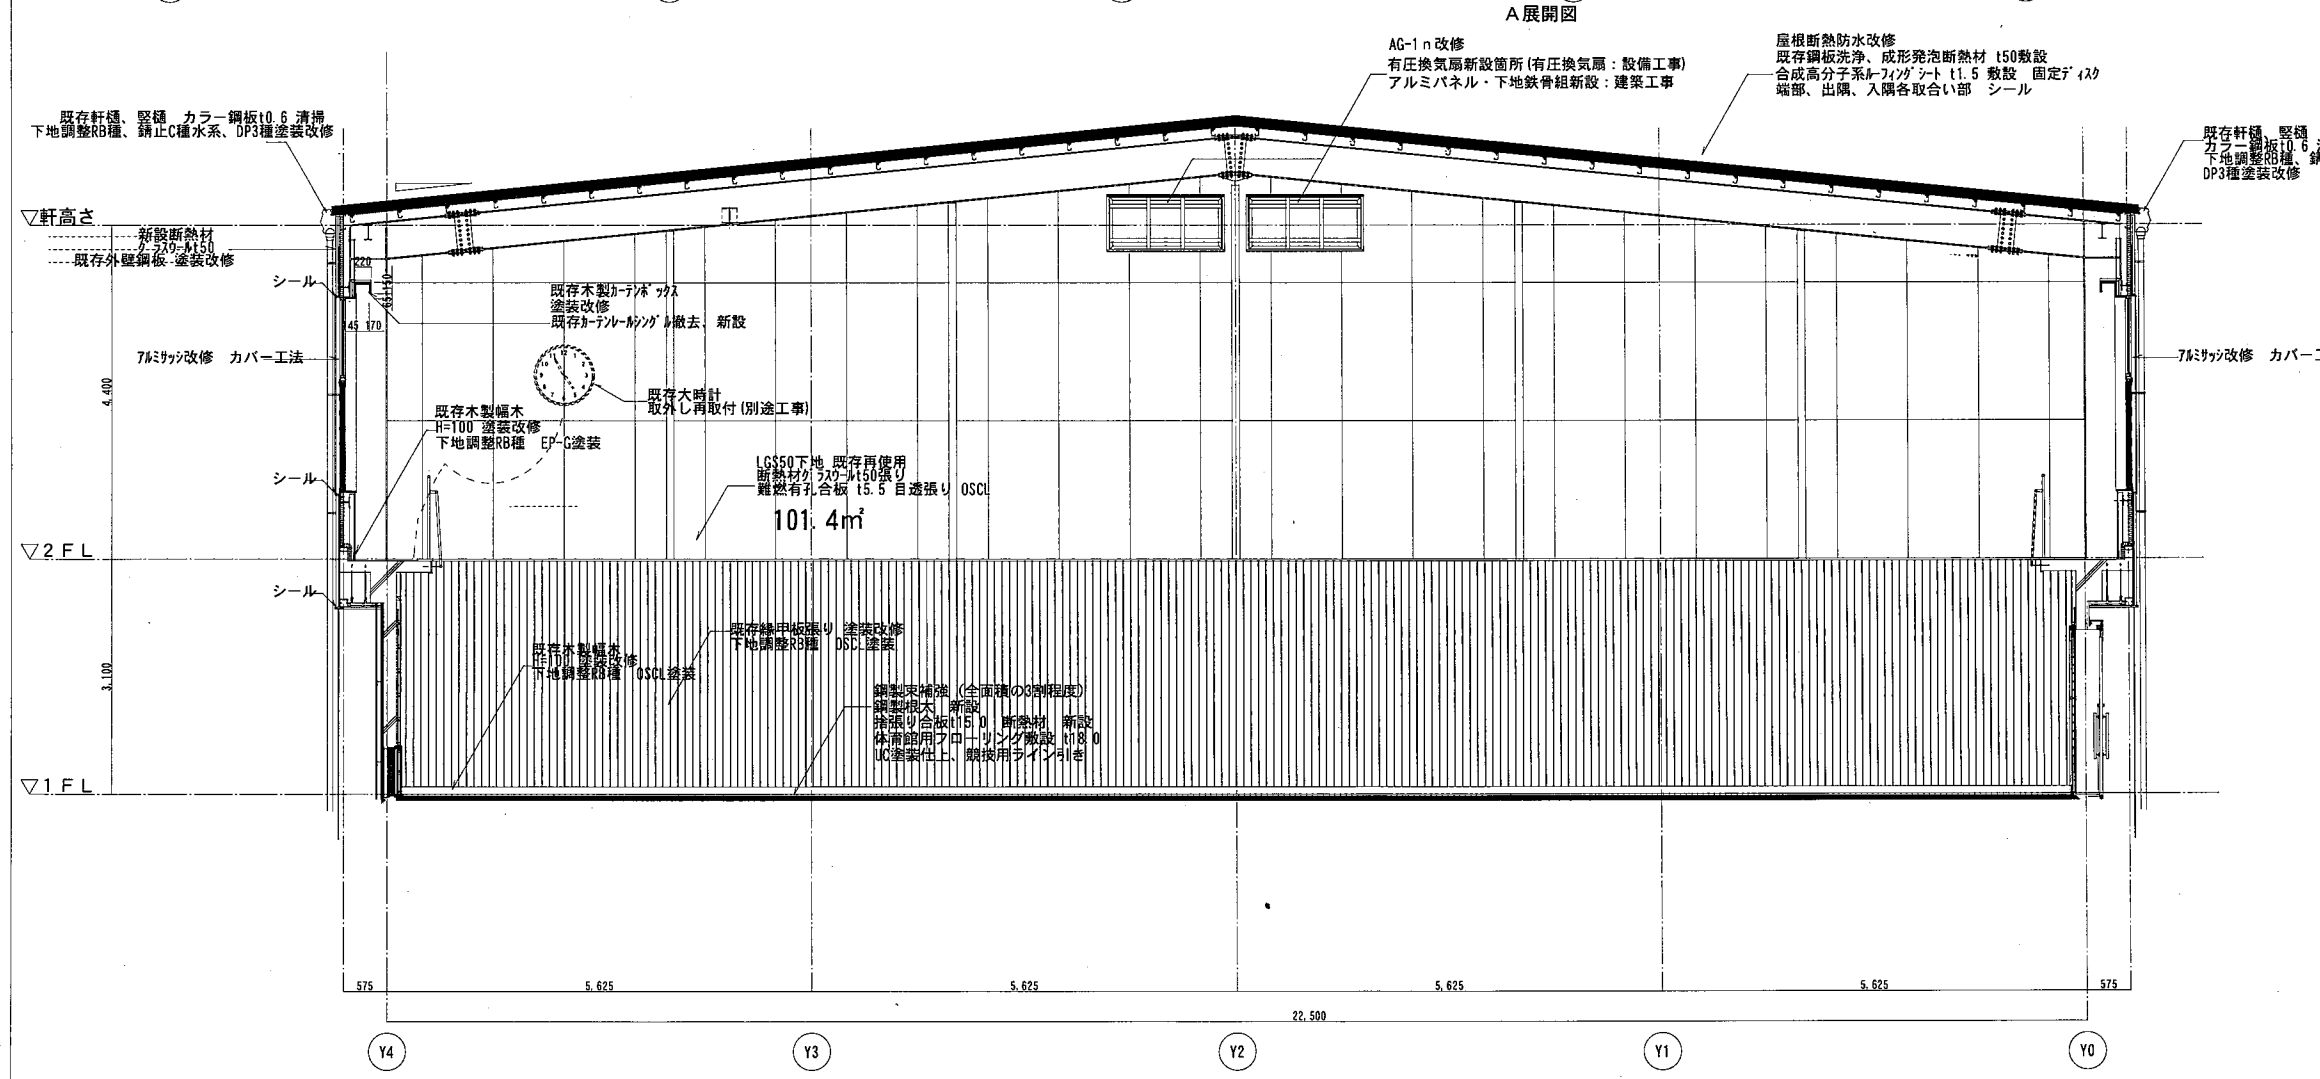 A展開図
AG-1n改修
有圧換気扇新設箇所(有圧換気扇：設備工事)
アルミパネル・下地鉄骨組新設：建築工事
屋根断熱防水改修
既存鋼板洗浄、成形発泡断熱材 t50敷設
合成高分子系ルーフィングシート t1.5 敷設 固定ディスク
端部、出隅、入隅各取合い部 シール
既存軒樋、竪樋 カラー鋼板t0.6 清掃
下地調整RB種、錆止C種水系、DP3種塗装改修
既存軒樋、竪樋
カラー鋼板t0.6
下地調整RB種、
DP3種塗装改修
▽軒高さ
新設断熱材
グラスウールt50
既存外壁鋼板 塗装改修
シール
220
65
150
145 170
既存木製カーテンボックス
塗装改修
既存カーテンレールシングル撤去、新設
アルミサッシ改修 カバー工法
アルミサッシ改修 カバー
4,400
既存大時計
取外し再取付(別途工事)
既存木製幅木
H=100 塗装改修
下地調整RB種 EP-G塗装
LGS50下地 既存再使用
断熱材グラスウールt50張り
難燃有孔合板 t5.5 目透張り OSCL
101.4㎡
シール
▽2FL
シール
3,100
既存縁甲板張り 塗装改修
下地調整RB種 OSCL塗装
既存木製幅木
H=100 塗装改修
下地調整RB種 OSCL塗装
鋼製束補強 (全面積の3割程度)
鋼製根太 新設
捨張り合板t15.0 断熱材 新設
体育館用フローリング敷設 t18.0
UC塗装仕上、競技用ライン引き
▽1FL
575 5,625 5,625 5,625 5,625 575
22,500
Y4 Y3 Y2 Y1 Y0